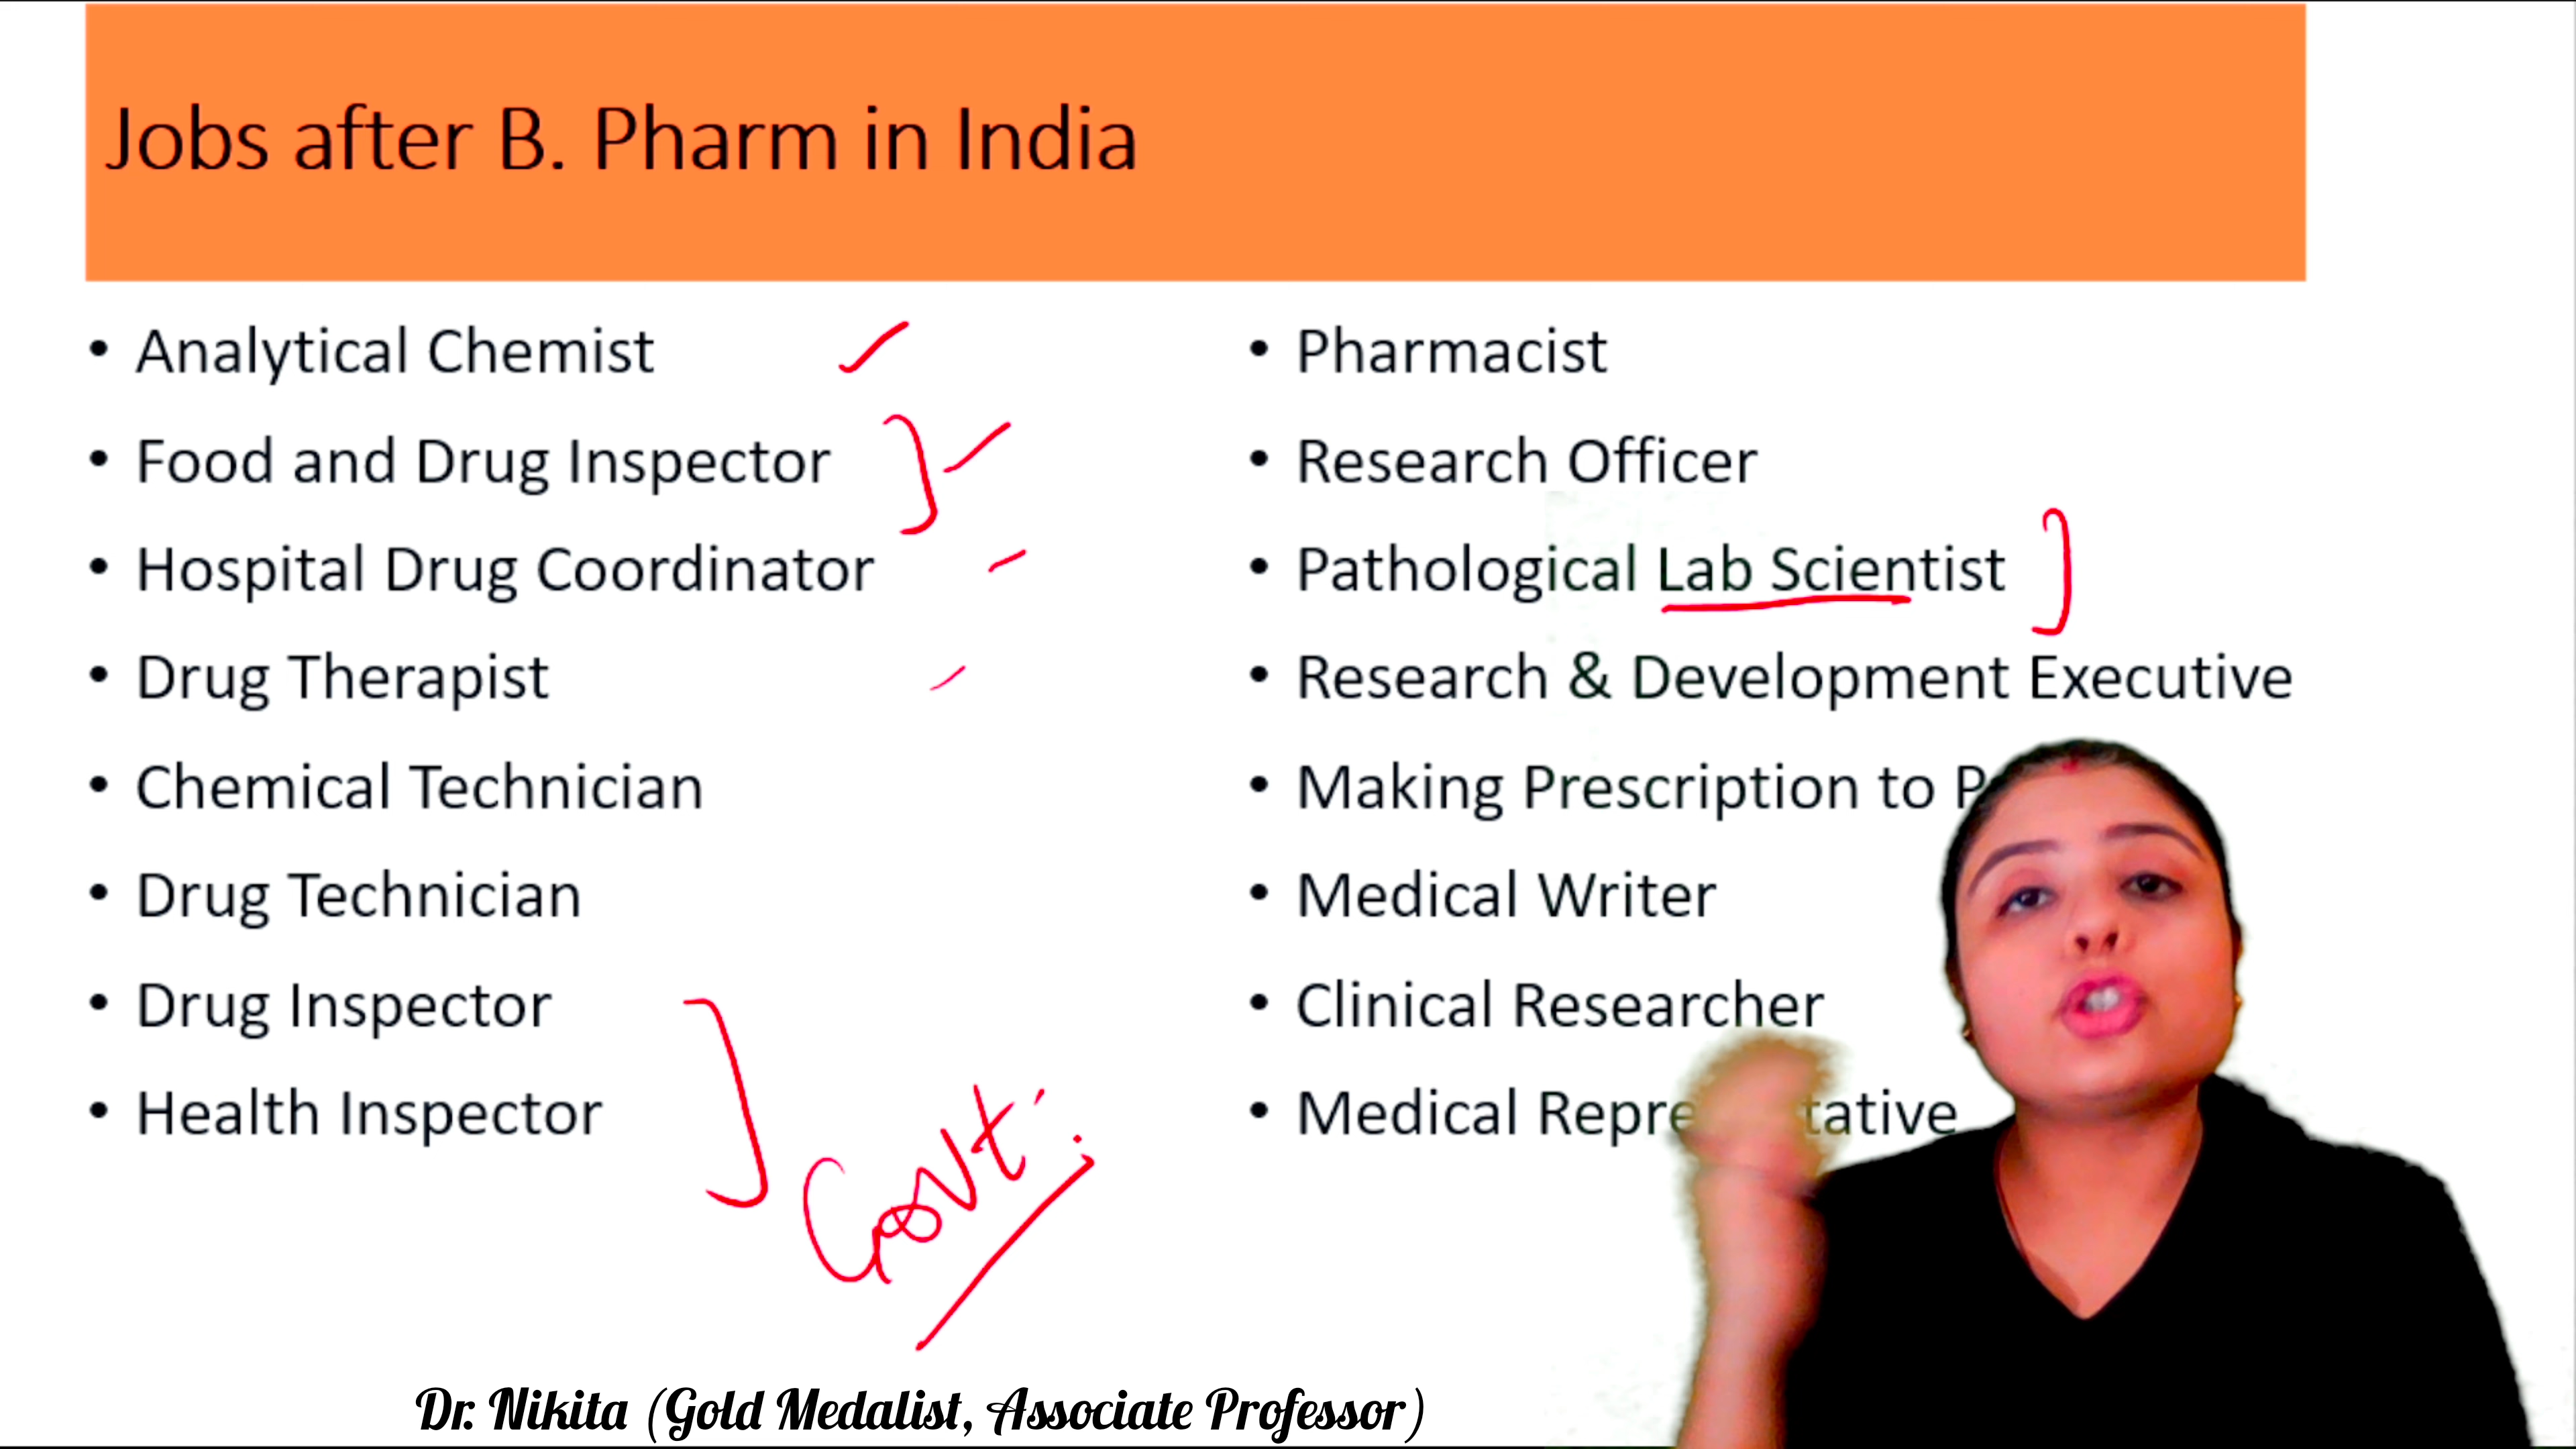 Jobs after B. Pharm in India
• Analytical Chemist
• Food and Drug Inspector
• Hospital Drug Coordinator
• Drug Therapist
• Chemical Technician
• Drug Technician
• Drug Inspector
• Health Inspector
Govt.
• Pharmacist
• Research Officer
• Pathological Lab Scientist
• Research & Development Executive
• Making Prescription to
• Medical Writer
• Clinical Researcher
• Medical
Dr. Nikita (Gold Medalist, Associate Professor)